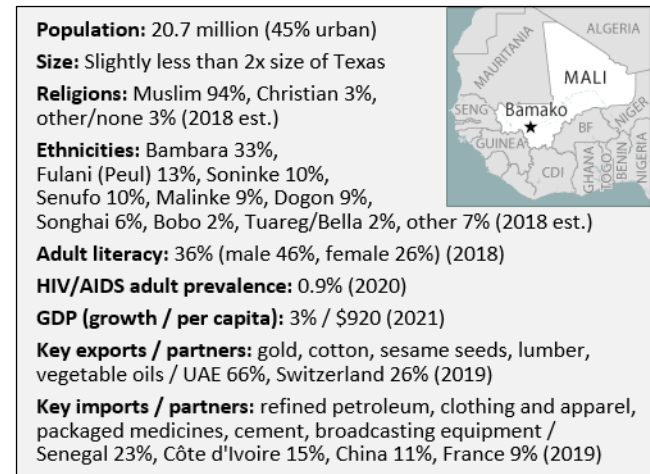 Population: 20.7 million (45% urban)
Size: Slightly less than 2x size of Texas
Religions: Muslim 94%, Christian 3%,
other/none 3% (2018 est.)
Ethnicities: Bambara 33%,
Fulani (Peul) 13%, Soninke 10%,
Senufo 10%, Malinke 9%, Dogon 9%,
Songhai 6%, Bobo 2%, Tuareg/Bella 2%, other 7% (2018 est.)
Adult literacy: 36% (male 46%, female 26%) (2018)
HIV/AIDS adult prevalence: 0.9% (2020)
GDP (growth / per capita): 3% / $920 (2021)
Key exports / partners: gold, cotton, sesame seeds, lumber,
vegetable oils / UAE 66%, Switzerland 26% (2019)
Key imports / partners: refined petroleum, clothing and apparel,
packaged medicines, cement, broadcasting equipment /
Senegal 23%, Côte d'Ivoire 15%, China 11%, France 9% (2019)
ALGERIA
MAURITANIA
MALI
SENG
Bamako
NIGER
BF
GUINEA
CDI
GHANA
TOGO
BENIN
NIGERIA